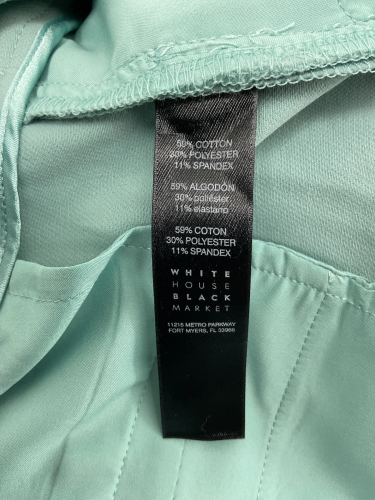 59% COTTON
30% POLYESTER
11% SPANDEX
59% ALGODÓN
30% poliéster
11% elastano
59% COTON
30% POLYESTER
11% SPANDEX
WHITE
HOUSE
BLACK
MARKET
11215 METRO PARKWAY
FORT MYERS, FL 33966